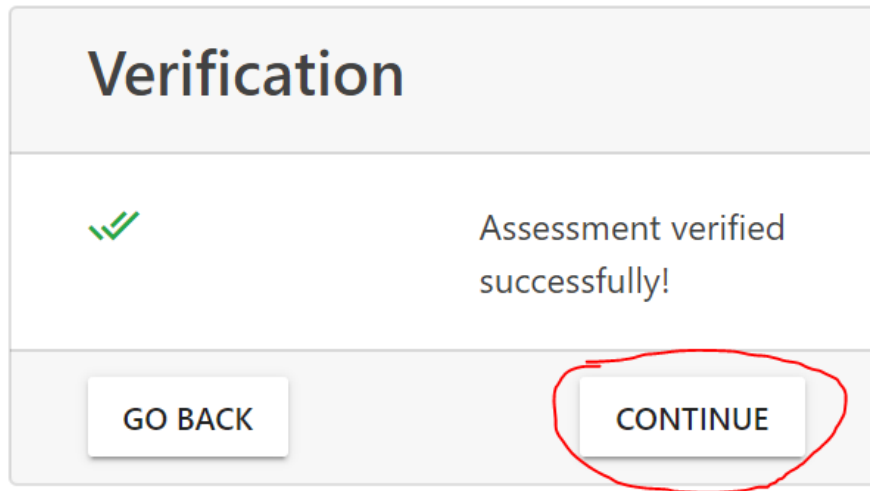 Verification
Assessment verified
successfully!
GO BACK
CONTINUE